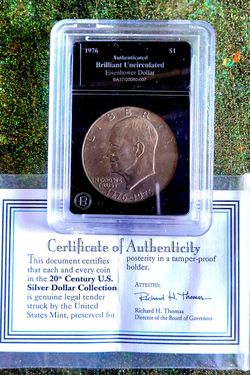 1976 $1
Authenticated
Brilliant Uncirculated
Eisenhower Dollar
LIBERTY
IN GOD WE
TRUST
1776-1976
B
Certificate of Authenticity
This document certifies
that each and every coin
in the 20th Century U.S.
Silver Dollar Collection
is genuine legal tender
struck by the United
States Mint, preserved for
posterity in a tamper-proof
holder.
ATTESTED:
Richard H. Thomas
Richard H. Thomas
Director of the Board of Governors